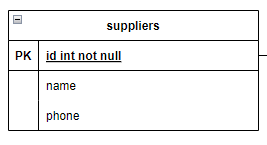 suppliers
PK id int not null
name
phone